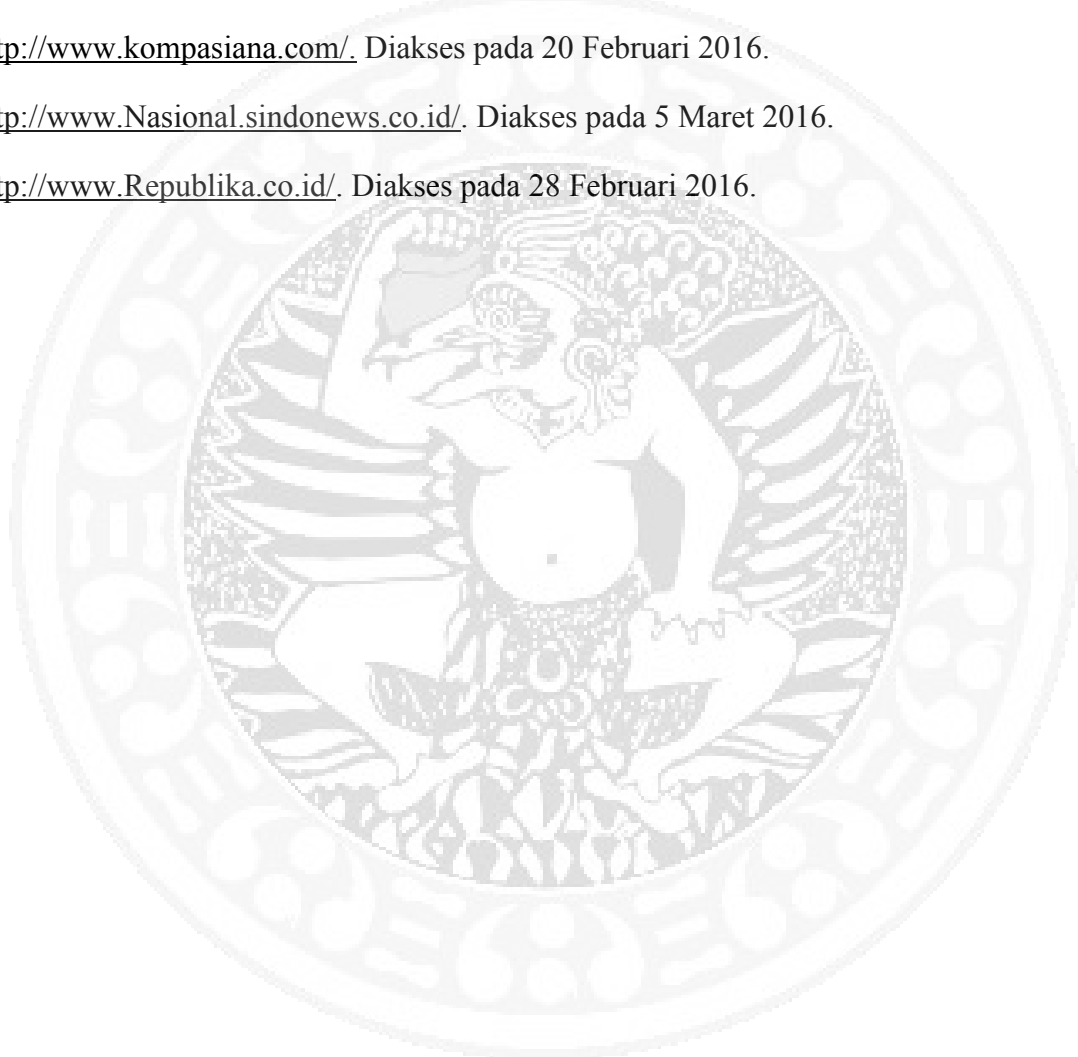 tp://www.kompasiana.com/. Diakses pada 20 Februari 2016.
tp://www.Nasional.sindonews.co.id/. Diakses pada 5 Maret 2016.
tp://www.Republika.co.id/. Diakses pada 28 Februari 2016.